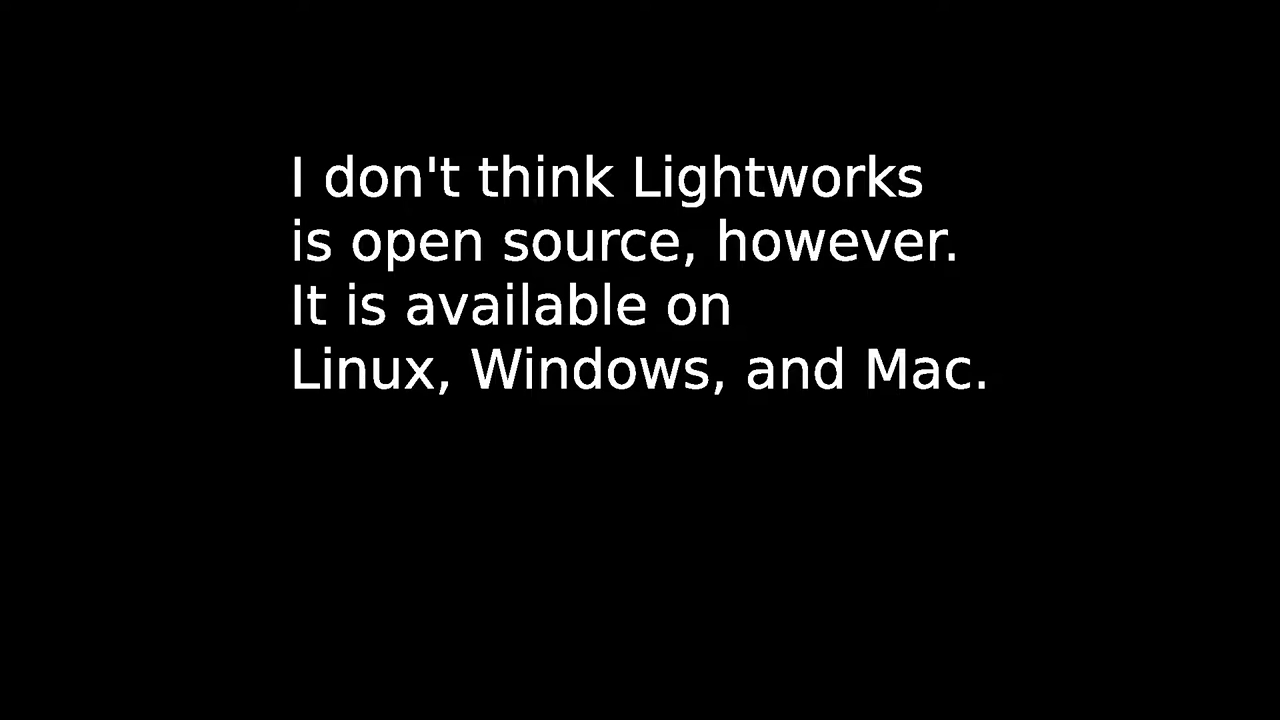 I don't think Lightworks
is open source, however.
It is available on
Linux, Windows, and Mac.